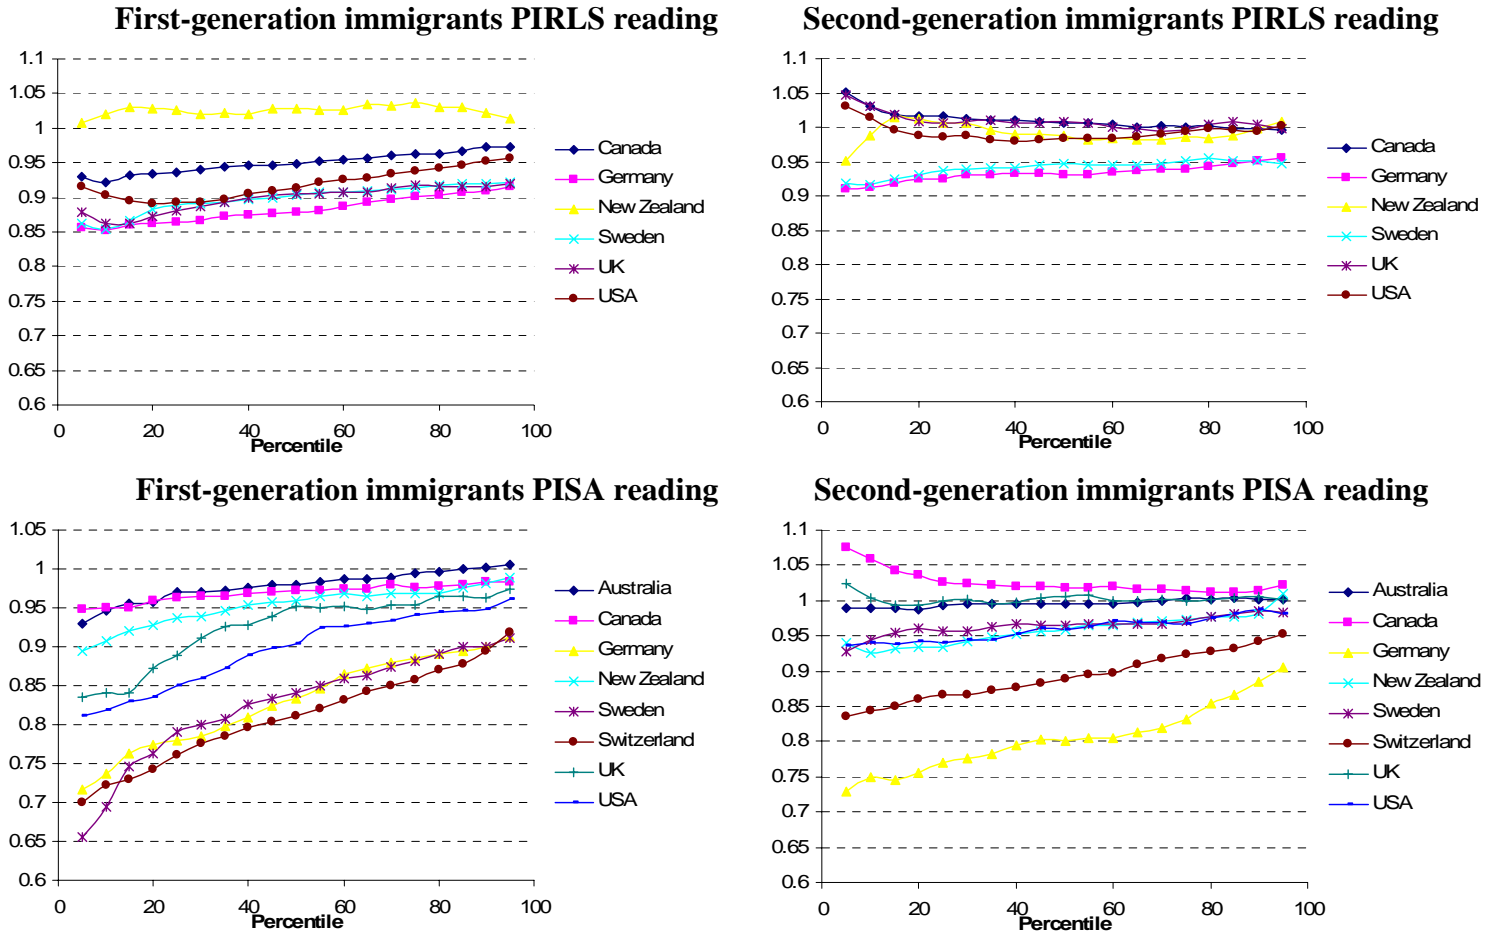 First-generation immigrants PIRLS reading
1.1
1.05
1
0.95
0.9
0.85
0.8
0.75
0.7
0.65
0.6
0
20
40
60
80
100
Percentile
Canada
Germany
New Zealand
Sweden
UK
USA
Second-generation immigrants PIRLS reading
1.1
1.05
1
0.95
0.9
0.85
0.8
0.75
0.7
0.65
0.6
0
20
40
60
80
100
Percentile
Canada
Germany
New Zealand
Sweden
UK
USA
First-generation immigrants PISA reading
1.05
1
0.95
0.9
0.85
0.8
0.75
0.7
0.65
0.6
0
20
40
60
80
100
Percentile
Australia
Canada
Germany
New Zealand
Sweden
Switzerland
UK
USA
Second-generation immigrants PISA reading
1.1
1.05
1
0.95
0.9
0.85
0.8
0.75
0.7
0.65
0.6
0
20
40
60
80
100
Percentile
Australia
Canada
Germany
New Zealand
Sweden
Switzerland
UK
USA